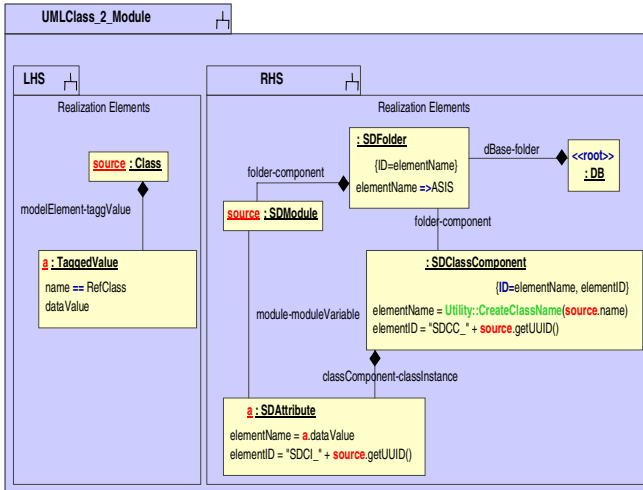 UMLClass_2_Module
LHS
Realization Elements
source : Class
modelElement-taggValue
a : TaggedValue
name == RefClass
dataValue
RHS
Realization Elements
: SDFolder
{ID=elementName}
elementName =>ASIS
dBase-folder
<<root>>
: DB
folder-component
source : SDModule
folder-component
: SDClassComponent
{ID=elementName, elementID}
elementName = Utility::CreateClassName(source.name)
elementID = "SDCC_" + source.getUUID()
module-moduleVariable
classComponent-classInstance
a : SDAttribute
elementName = a.dataValue
elementID = "SDCI_" + source.getUUID()